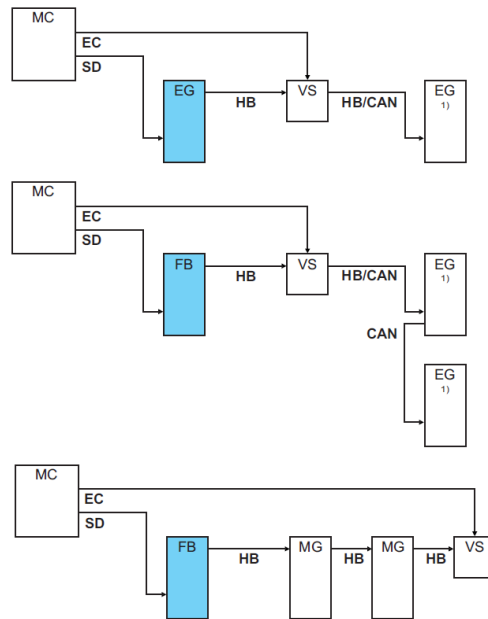 MC
EC
SD
EG
HB
VS
HB/CAN
EG
1)
MC
EC
SD
FB
HB
VS
HB/CAN
EG
1)
CAN
EG
1)
MC
EC
SD
FB
HB
MG
HB
MG
HB
VS